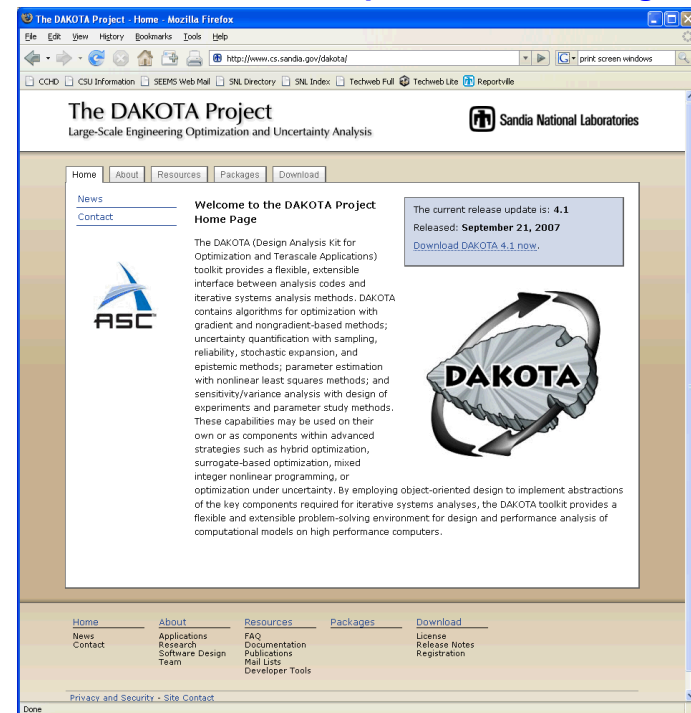 The DAKOTA Project - Home - Mozilla Firefox
File Edit View History Bookmarks Tools Help
http://www.cs.sandia.gov/dakota/ G print screen windows
CCHD CSU Information SEEMS Web Mail SNL Directory SNL Index Techweb Full Techweb Lite Reportville
The DAKOTA Project
Large-Scale Engineering Optimization and Uncertainty Analysis
Sandia National Laboratories
Home About Resources Packages Download
News
Contact
ASC
Welcome to the DAKOTA Project
Home Page
The DAKOTA (Design Analysis Kit for
Optimization and Terascale Applications)
toolkit provides a flexible, extensible
interface between analysis codes and
iterative systems analysis methods. DAKOTA
contains algorithms for optimization with
gradient and nongradient-based methods;
uncertainty quantification with sampling,
reliability, stochastic expansion, and
epistemic methods; parameter estimation
with nonlinear least squares methods; and
sensitivity/variance analysis with design of
experiments and parameter study methods.
These capabilities may be used on their
own or as components within advanced
strategies such as hybrid optimization,
surrogate-based optimization, mixed
integer nonlinear programming, or
optimization under uncertainty. By employing object-oriented design to implement abstractions
of the key components required for iterative systems analyses, the DAKOTA toolkit provides a
flexible and extensible problem-solving environment for design and performance analysis of
computational models on high performance computers.
The current release update is: 4.1
Released: September 21, 2007
Download DAKOTA 4.1 now.
DAKOTA
Home About Resources Packages Download
News Applications FAQ License
Contact Research Documentation Release Notes
Software Design Publications Registration
Team Mail Lists
Developer Tools
Privacy and Security - Site Contact
Done